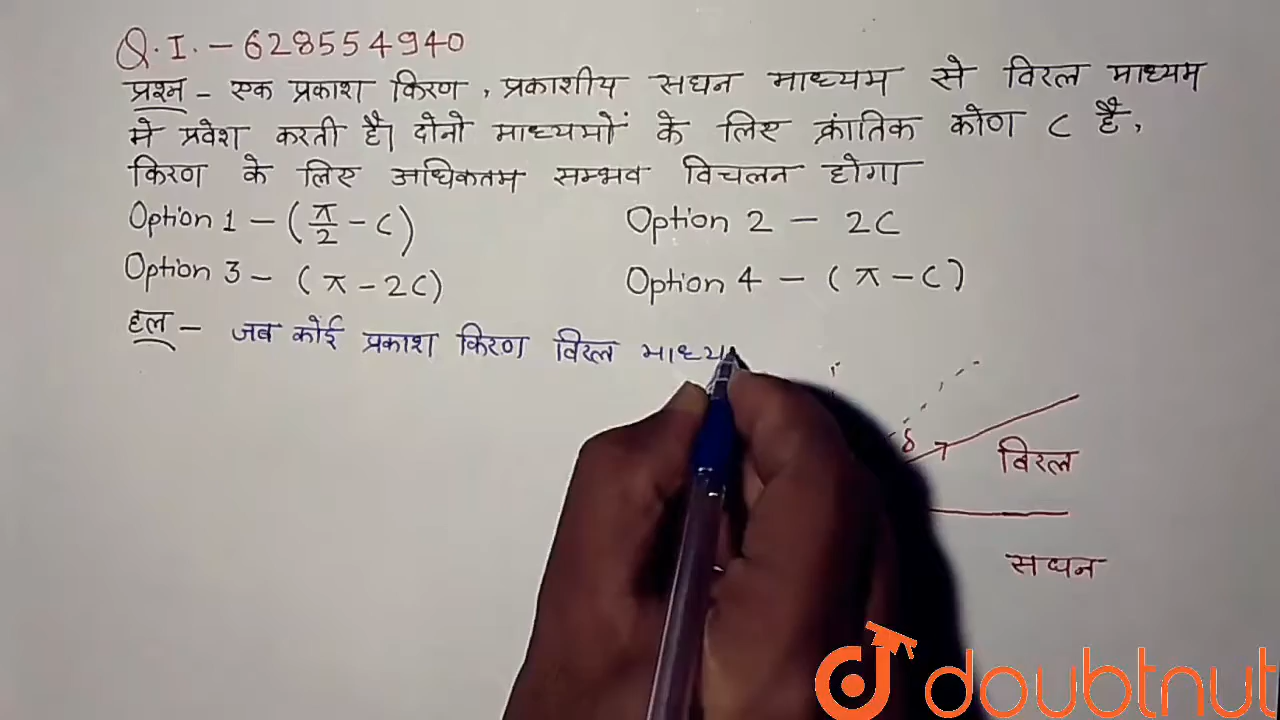 Q.I. - 628554940
प्रश्न - एक प्रकाश किरण, प्रकाशीय सघन माध्यम से विरल माध्यम
मे प्रवेश करती है। दोनो माध्यमों के लिए क्रांतिक कोण C है,
किरण के लिए अधिकतम सम्भव विचलन होगा
Option 1 - (π/2 - C) Option 2 - 2C
Option 3 - (π - 2C) Option 4 - (π - C)
हल - जब कोई प्रकाश किरण विरल माध्य
δ
विरल
सघन
doubtnut